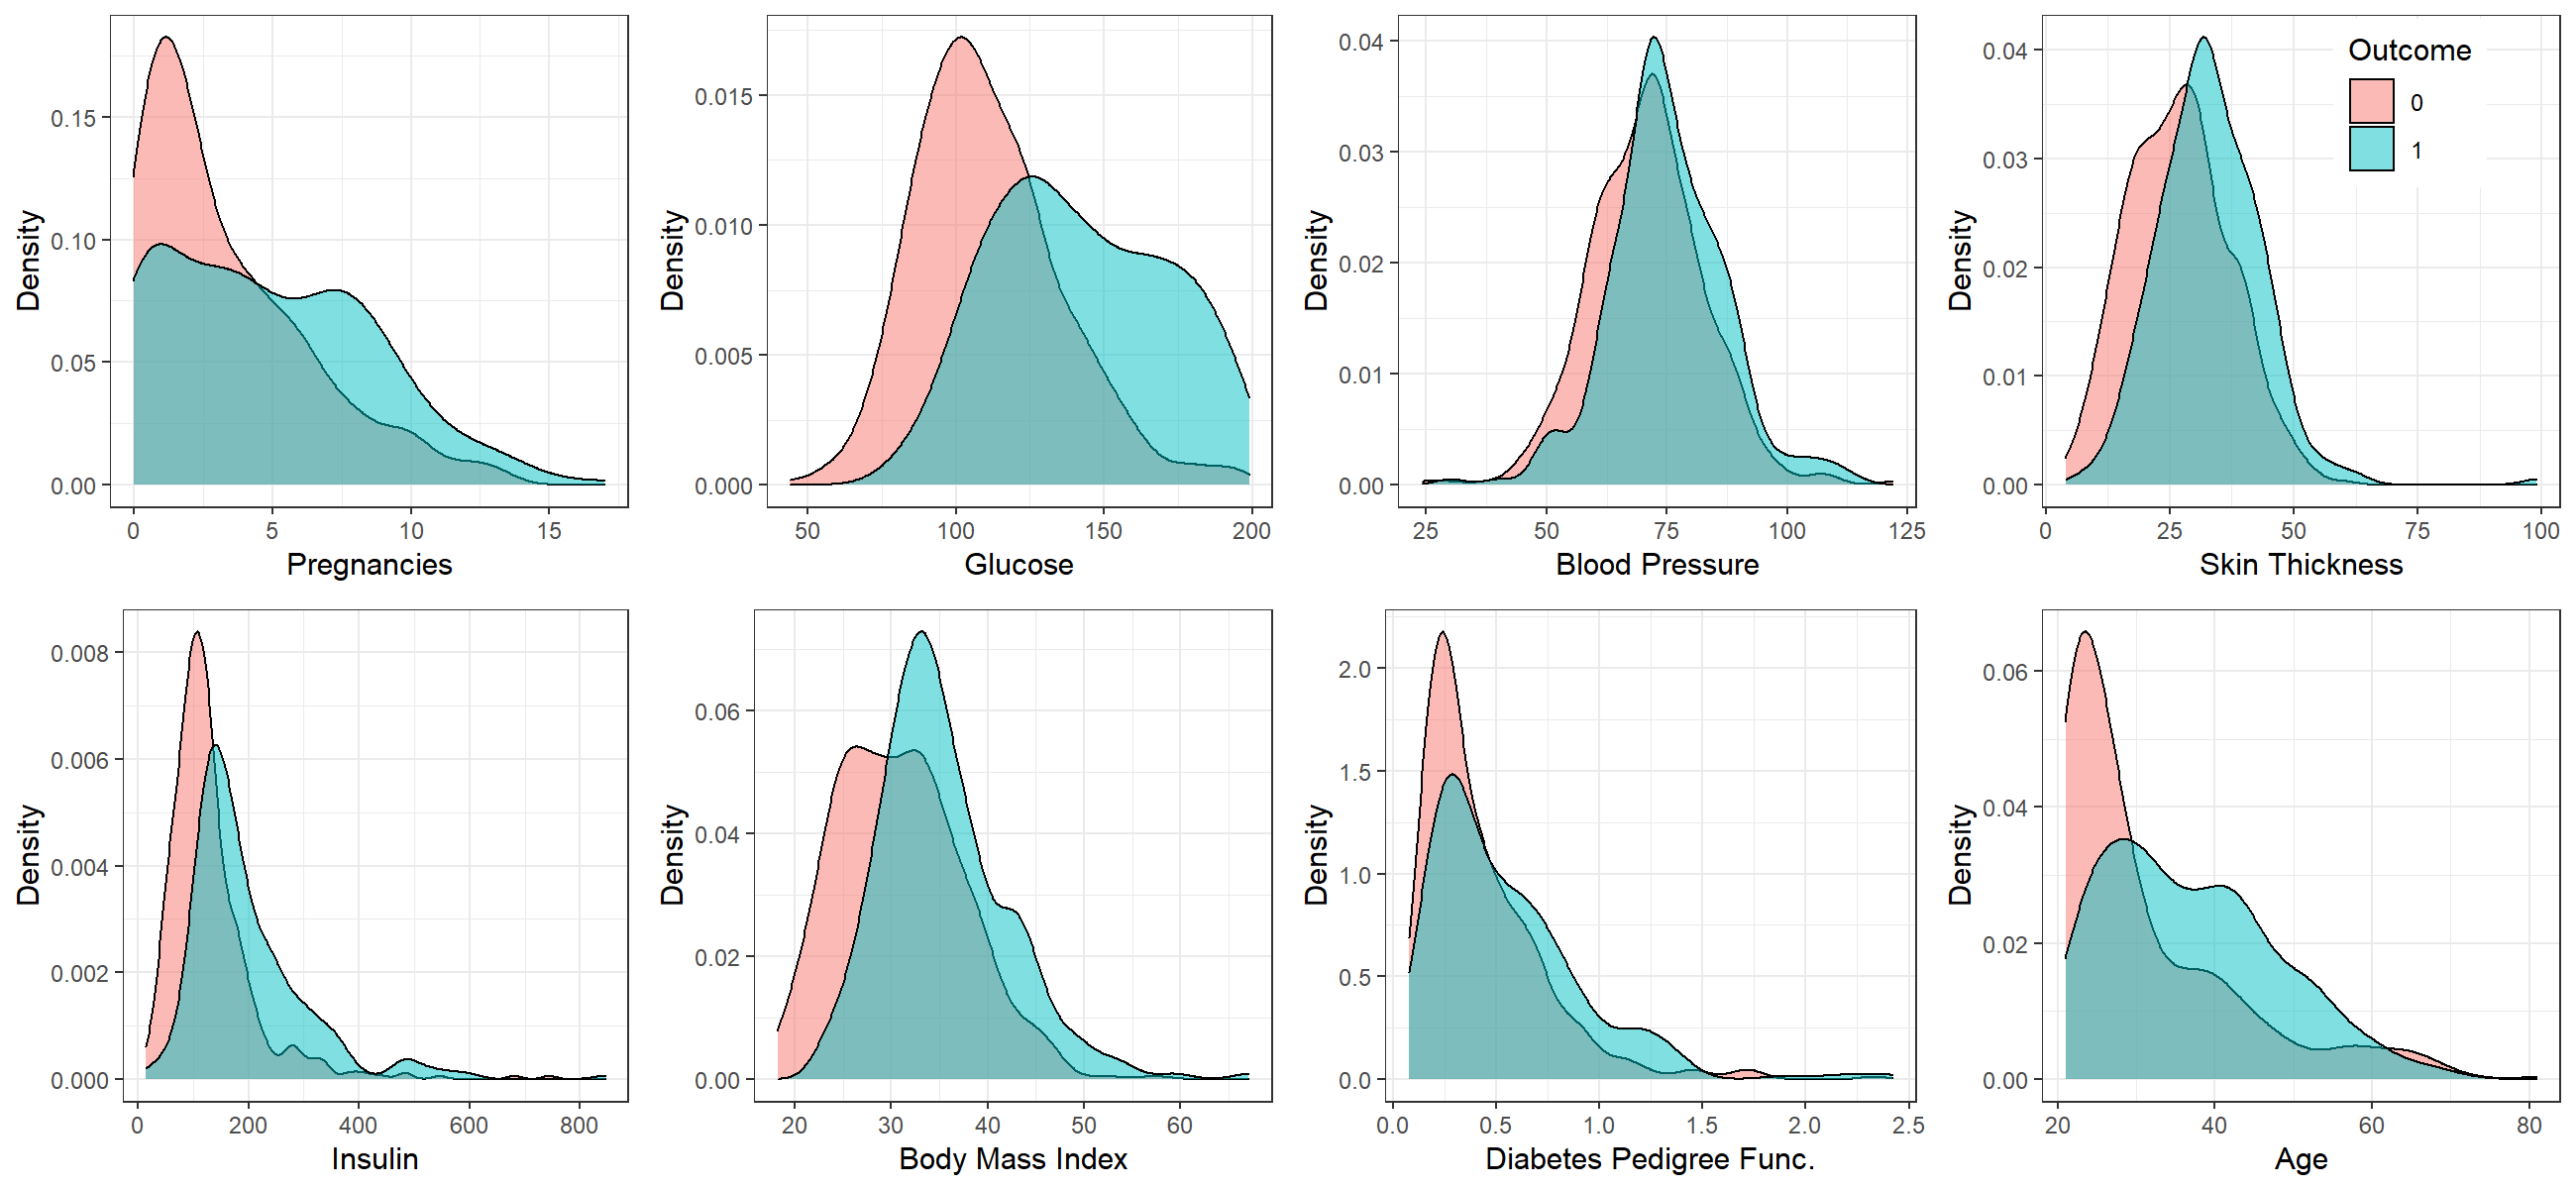 Density
0.15
0.10
0.05
0.00
0 5 10 15
Pregnancies
Density
0.015
0.010
0.005
0.000
50 100 150 200
Glucose
Density
0.04
0.03
0.02
0.01
0.00
25 50 75 100 125
Blood Pressure
Density
0.04
0.03
0.02
0.01
0.00
0 25 50 75 100
Skin Thickness
Outcome
0
1
Density
0.008
0.006
0.004
0.002
0.000
0 200 400 600 800
Insulin
Density
0.06
0.04
0.02
0.00
20 30 40 50 60
Body Mass Index
Density
2.0
1.5
1.0
0.5
0.0
0.0 0.5 1.0 1.5 2.0 2.5
Diabetes Pedigree Func.
Density
0.06
0.04
0.02
0.00
20 40 60 80
Age